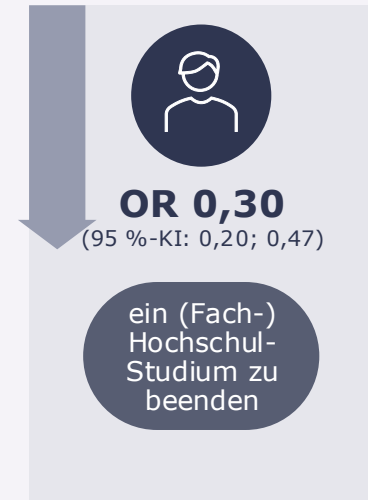 OR 0,30
(95 %-KI: 0,20; 0,47)
ein (Fach-)
Hochschul-
Studium zu
beenden